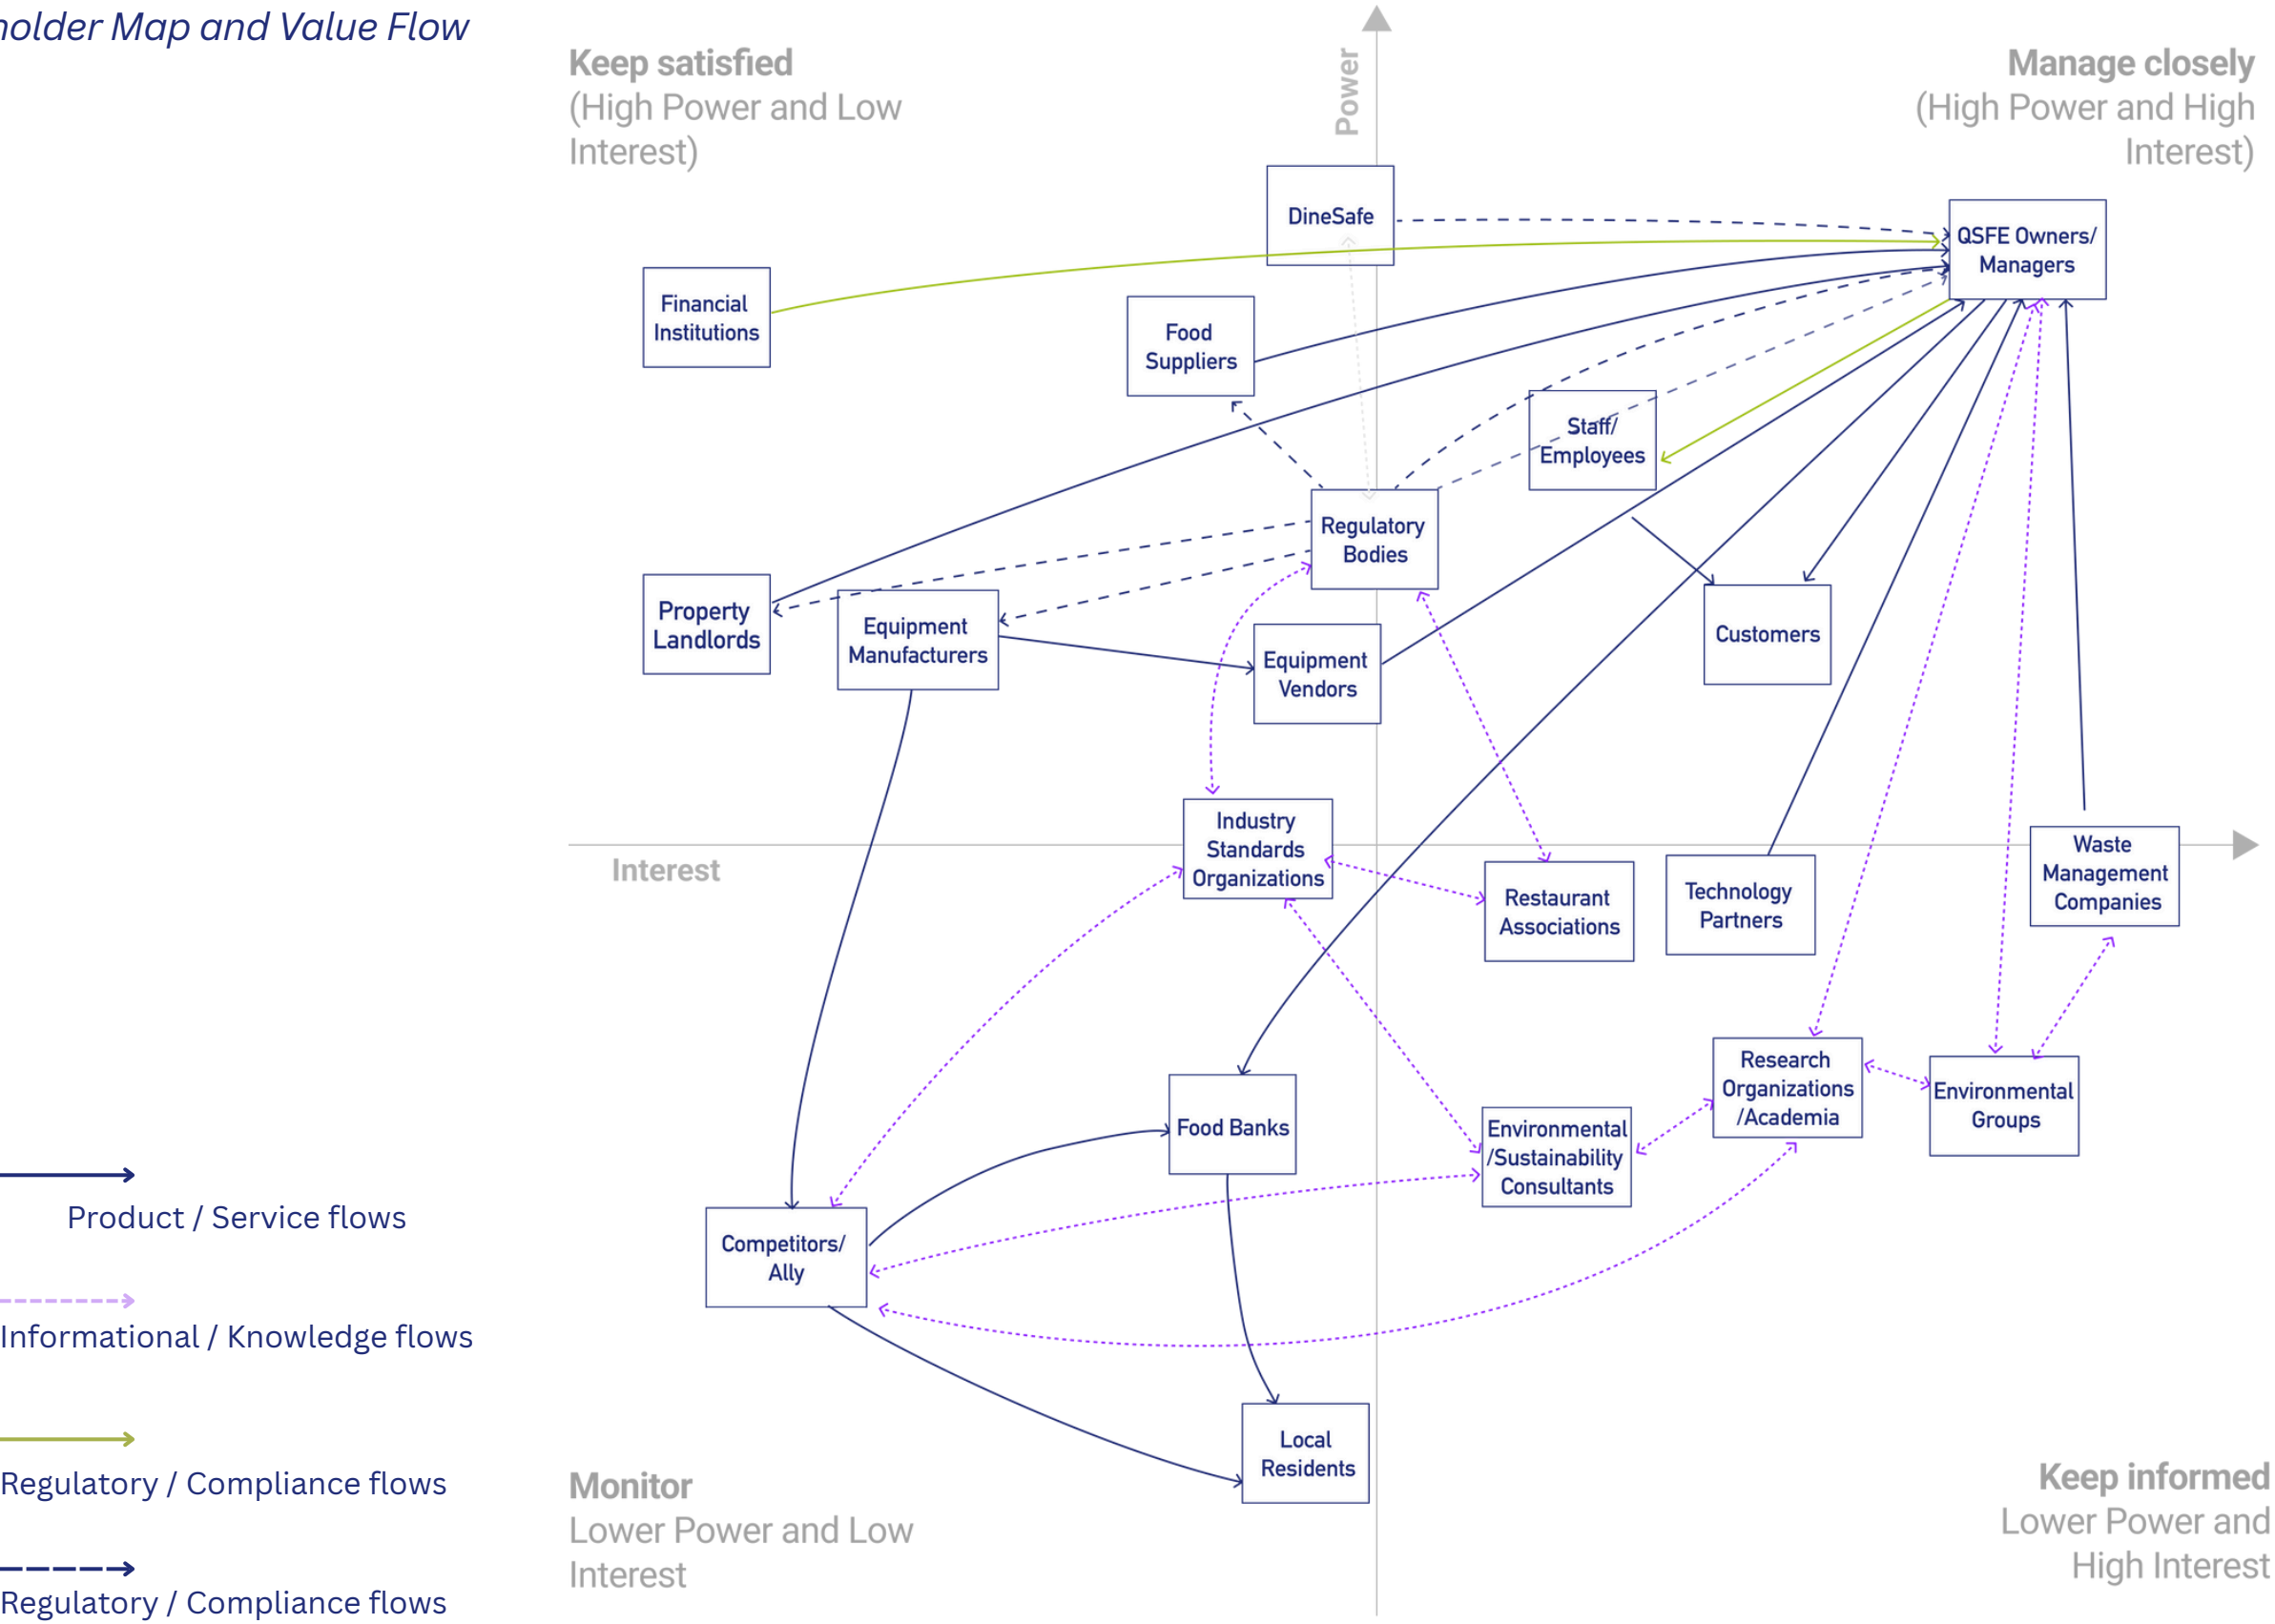 holder Map and Value Flow
Keep satisfied
(High Power and Low
Interest)
Power
Manage closely
(High Power and High
Interest)
DineSafe
QSFE Owners/
Managers
Financial
Institutions
Food
Suppliers
Staff/
Employees
Regulatory
Bodies
Property
Landlords
Equipment
Manufacturers
Equipment
Vendors
Customers
Industry
Standards
Organizations
Interest
Restaurant
Associations
Technology
Partners
Waste
Management
Companies
Research
Organizations
/Academia
Environmental
Groups
Food Banks
Environmental
/Sustainability
Consultants
Competitors/
Ally
Local
Residents
Product / Service flows
Informational / Knowledge flows
Regulatory / Compliance flows
Regulatory / Compliance flows
Monitor
Lower Power and Low
Interest
Keep informed
Lower Power and
High Interest